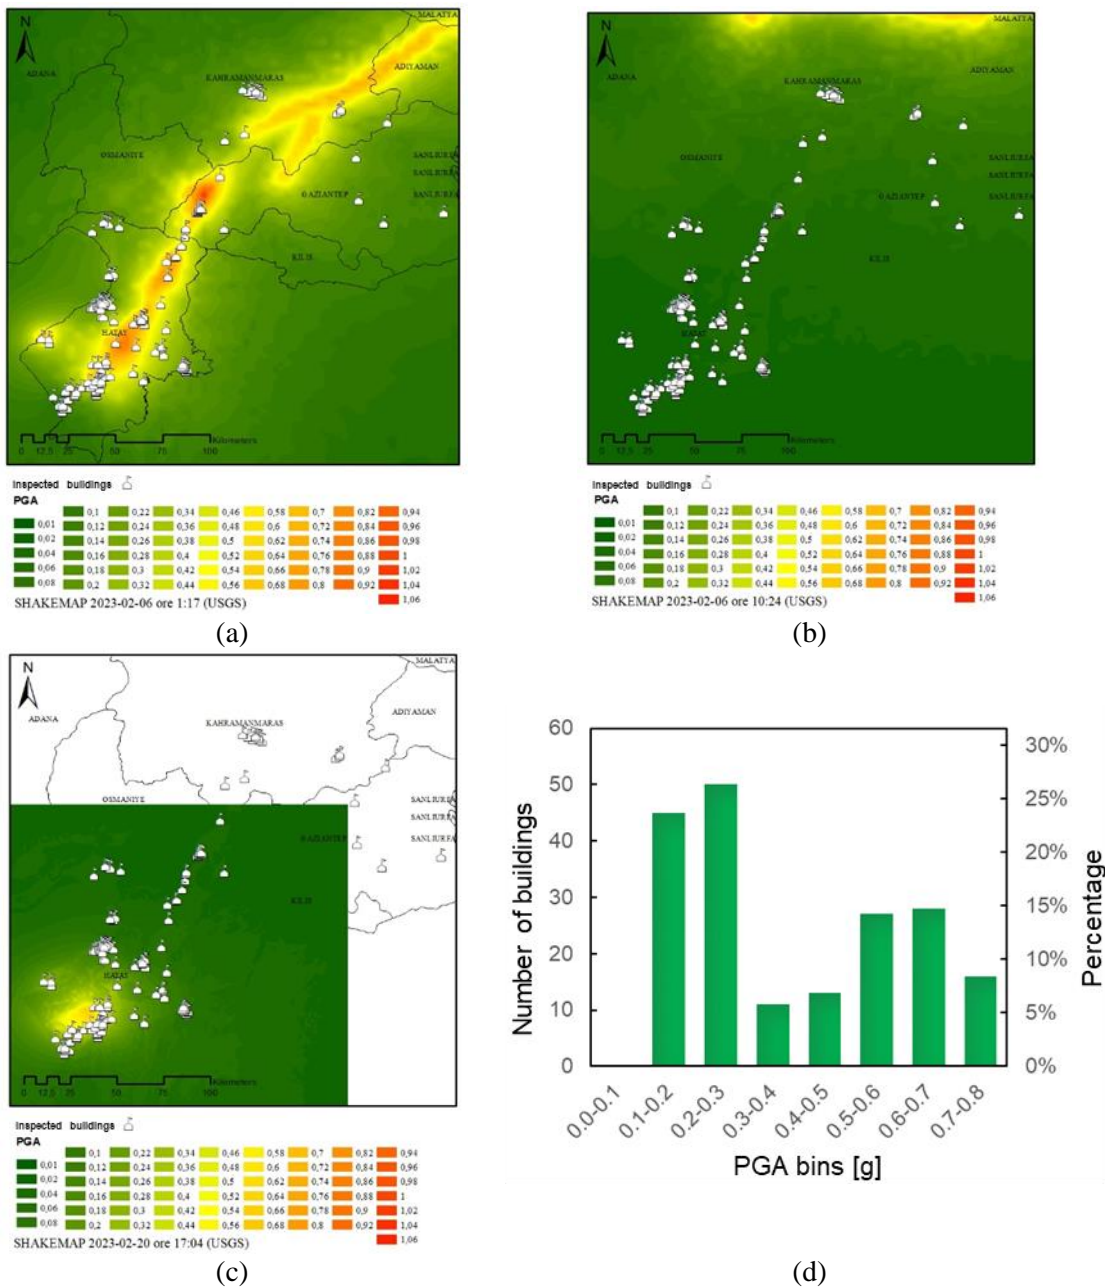 N
MALATYA
ADANA
ADIYAMAN
KAHRAMANMARAS
OSMANIYE
SANLIURFA
SANLIURFA
GAZIANTEP
SANLIURFA
KILIS
HATAY
Kilometers
0 12,5 25 50 75 100
Inspected buildings
PGA
0,1 0,22 0,34 0,46 0,58 0,7 0,82 0,94
0,01 0,12 0,24 0,36 0,48 0,6 0,72 0,84 0,96
0,02 0,14 0,26 0,38 0,5 0,62 0,74 0,86 0,98
0,04 0,16 0,28 0,4 0,52 0,64 0,76 0,88 1
0,06 0,18 0,3 0,42 0,54 0,66 0,78 0,9 1,02
0,08 0,2 0,32 0,44 0,56 0,68 0,8 0,92 1,04
1,06
SHAKEMAP 2023-02-06 ore 1:17 (USGS)
(a)
N
MALATYA
ADANA
ADIYAMAN
KAHRAMANMARAS
OSMANIYE
SANLIURFA
SANLIURFA
GAZIANTEP
SANLIURFA
KILIS
HATAY
Kilometers
0 12,5 25 50 75 100
Inspected buildings
PGA
0,1 0,22 0,34 0,46 0,58 0,7 0,82 0,94
0,01 0,12 0,24 0,36 0,48 0,6 0,72 0,84 0,96
0,02 0,14 0,26 0,38 0,5 0,62 0,74 0,86 0,98
0,04 0,16 0,28 0,4 0,52 0,64 0,76 0,88 1
0,06 0,18 0,3 0,42 0,54 0,66 0,78 0,9 1,02
0,08 0,2 0,32 0,44 0,56 0,68 0,8 0,92 1,04
1,06
SHAKEMAP 2023-02-06 ore 10:24 (USGS)
(b)
N
MALATYA
ADANA
ADIYAMAN
KAHRAMANMARAS
OSMANIYE
SANLIURFA
SANLIURFA
GAZIANTEP
SANLIURFA
KILIS
HATAY
Kilometers
0 12,5 25 50 75 100
Inspected buildings
PGA
0,1 0,22 0,34 0,46 0,58 0,7 0,82 0,94
0,01 0,12 0,24 0,36 0,48 0,6 0,72 0,84 0,96
0,02 0,14 0,26 0,38 0,5 0,62 0,74 0,86 0,98
0,04 0,16 0,28 0,4 0,52 0,64 0,76 0,88 1
0,06 0,18 0,3 0,42 0,54 0,66 0,78 0,9 1,02
0,08 0,2 0,32 0,44 0,56 0,68 0,8 0,92 1,04
1,06
SHAKEMAP 2023-02-20 ore 17:04 (USGS)
(c)
Number of buildings
60
50
40
30
20
10
0
30%
25%
20%
15%
10%
5%
0%
Percentage
0.0-0.1
0.1-0.2
0.2-0.3
0.3-0.4
0.4-0.5
0.5-0.6
0.6-0.7
0.7-0.8
PGA bins [g]
(d)